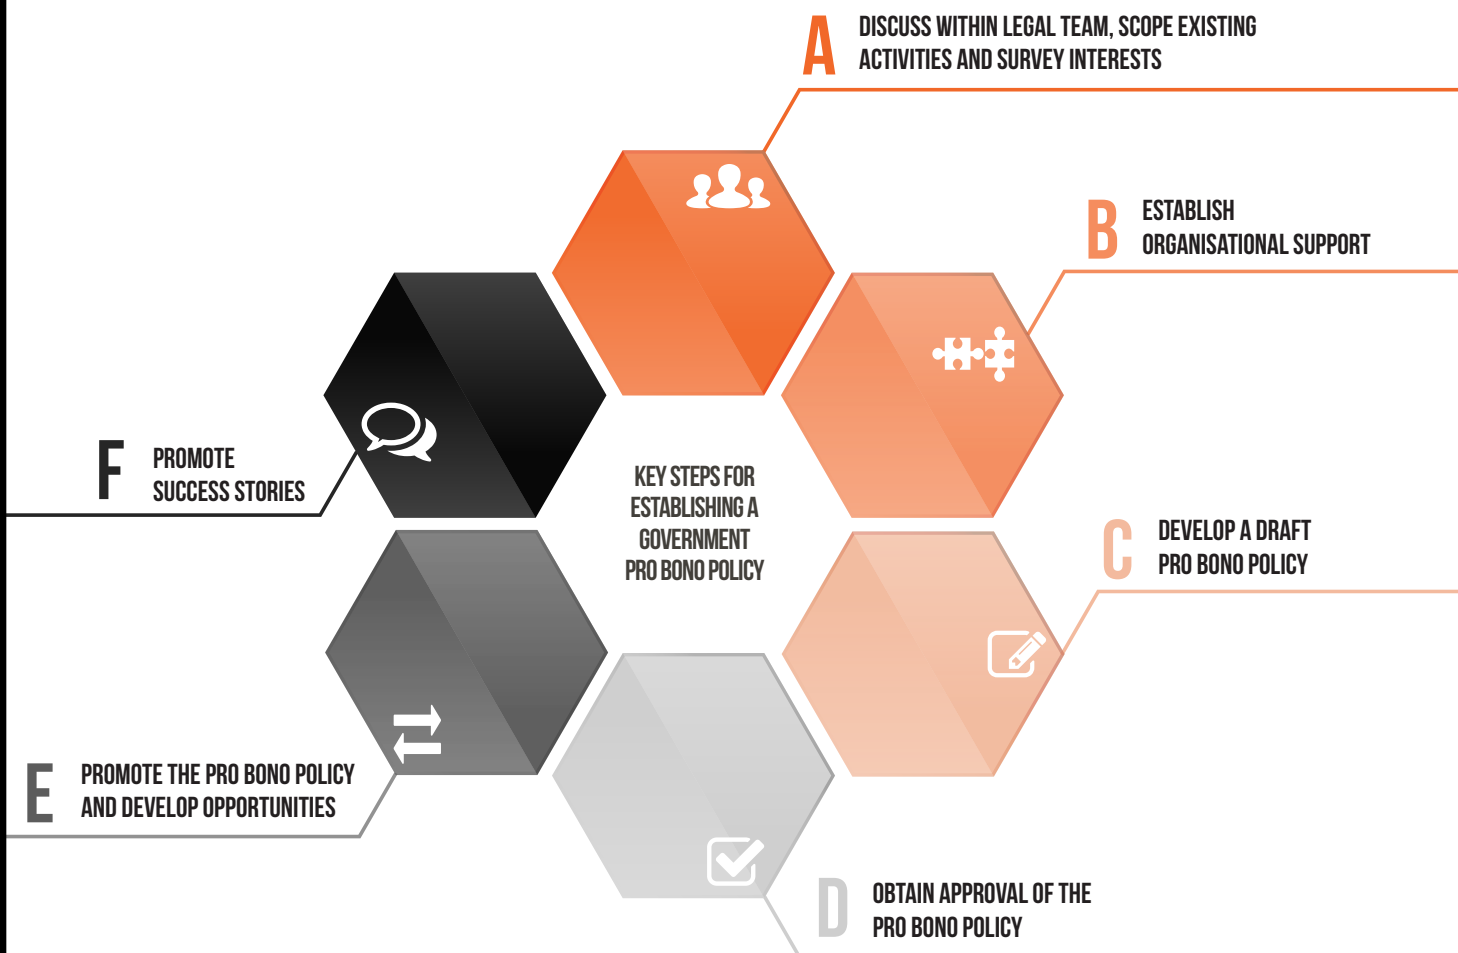 A
DISCUSS WITHIN LEGAL TEAM, SCOPE EXISTING
ACTIVITIES AND SURVEY INTERESTS
B
ESTABLISH
ORGANISATIONAL SUPPORT
C
DEVELOP A DRAFT
PRO BONO POLICY
D
OBTAIN APPROVAL OF THE
PRO BONO POLICY
E
PROMOTE THE PRO BONO POLICY
AND DEVELOP OPPORTUNITIES
F
PROMOTE
SUCCESS STORIES
KEY STEPS FOR
ESTABLISHING A
GOVERNMENT
PRO BONO POLICY